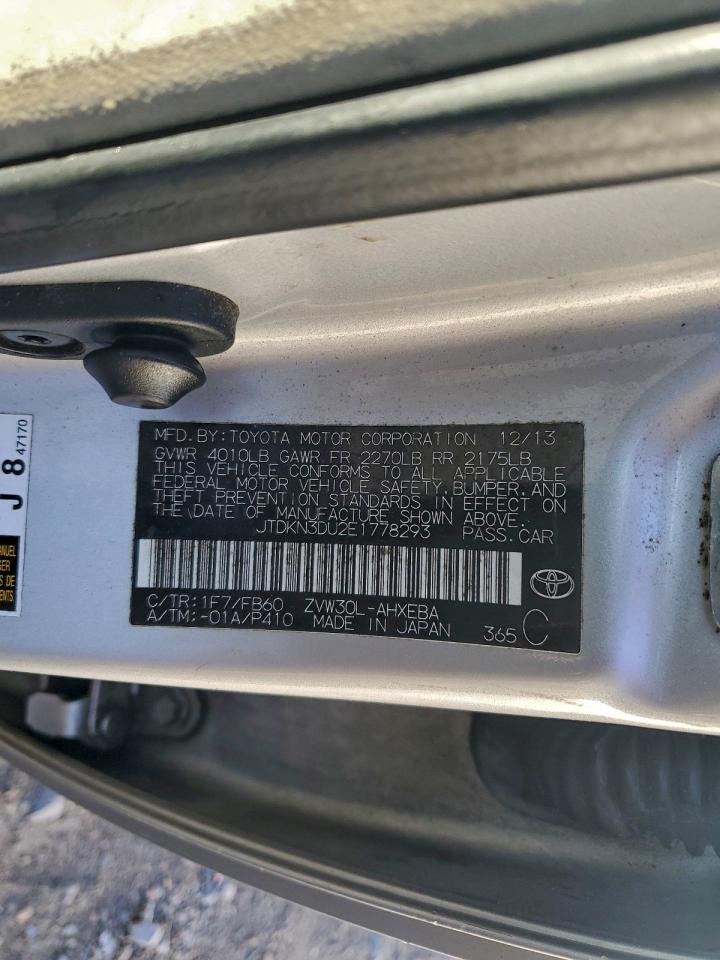 MFD. BY: TOYOTA MOTOR CORPORATION 12/13
GVWR 4010LB GAWR FR 2270LB RR 2175LB
THIS VEHICLE CONFORMS TO ALL APPLICABLE
FEDERAL MOTOR VEHICLE SAFETY, BUMPER, AND
THEFT PREVENTION STANDARDS IN EFFECT ON
THE DATE OF MANUFACTURE SHOWN ABOVE.
JTDKN3DU2E1778293 PASS.CAR
C/TR:1F7/FB60 ZVW30L-AHXEBA
A/TM:-01A/P410 MADE IN JAPAN 365 C
J 8 47170